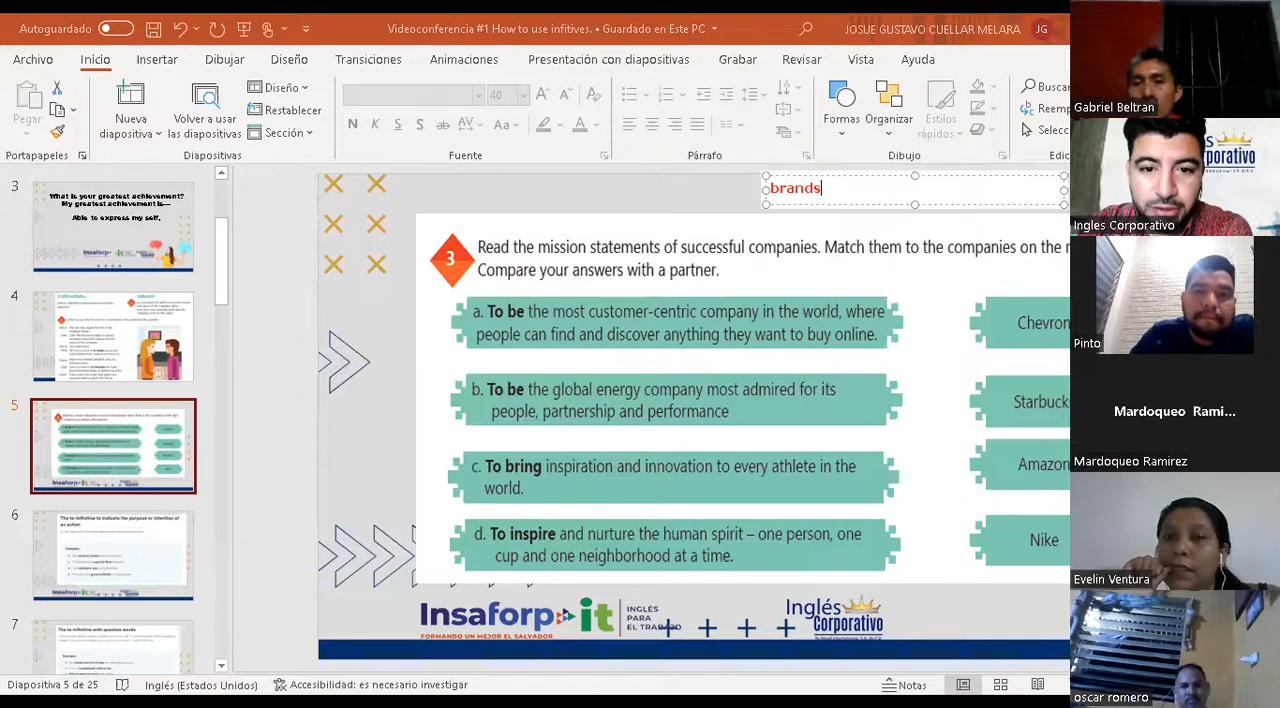 Autoguardado
Videoconferencia #1 How to use infitives. • Guardado en Este PC
JOSUE GUSTAVO CUELLAR MELARA
JG
Archivo
Inicio
Insertar
Dibujar
Diseño
Transiciones
Animaciones
Presentación con diapositivas
Grabar
Revisar
Vista
Ayuda
Pegar
Nueva
diapositiva
Volver a usar
las diapositivas
Diseño
Restablecer
Sección
40
N K S S ab AV Aa A
Formas
Organizar
Estilos
rápidos
Buscar
Reemp
Selecc
Portapapeles
Diapositivas
Fuente
Párrafo
Dibujo
Edic
3
What is your greatest achievement?
My greatest achievement is—
Able to express my self.
4
5
6
The to-infinitive to indicate the purpose or intention of
an action
7
The to infinitive with question words
brands
3
Read the mission statements of successful companies. Match them to the companies on the r
Compare your answers with a partner.
a. To be the most customer-centric company in the world, where
people can find and discover anything they want to buy online.
b. To be the global energy company most admired for its
people, partnership and performance
c. To bring inspiration and innovation to every athlete in the
world.
d. To inspire and nurture the human spirit – one person, one
cup and one neighborhood at a time.
Chevron
Starbuck
Amazon
Nike
Insaforp it
FORMANDO UN MEJOR EL SALVADOR
INGLÉS
PARA
EL TRABAJO
Inglés
Corporativo
Diapositiva 5 de 25
Inglés (Estados Unidos)
Accesibilidad: es necesario investigar
Notas
Gabriel Beltran
Ingles Corporativo
Pinto
Mardoqueo Rami...
Mardoqueo Ramirez
Evelin Ventura
oscar romero